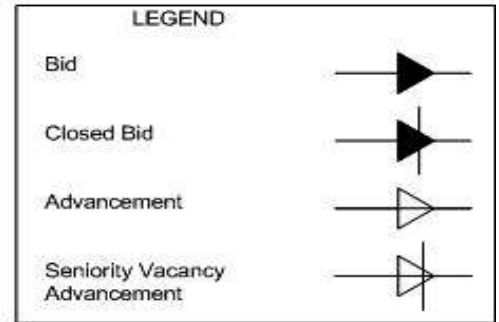 LEGEND
Bid
Closed Bid
Advancement
Seniority Vacancy
Advancement